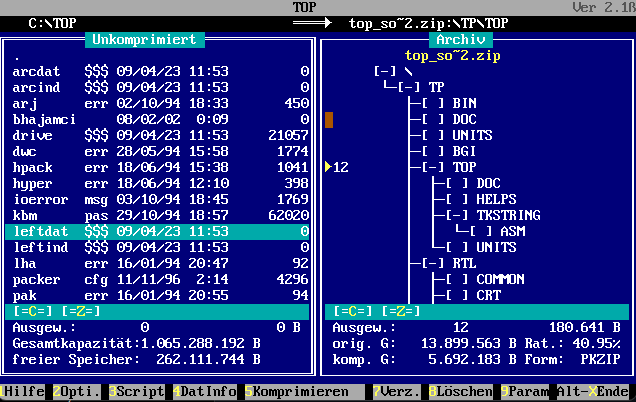 TOP Ver 2.1ß
C:\TOP top_so~2.zip:\TP\TOP
Unkomprimiert
.
arcdat $$$ 09/04/23 11:53 0
arcind $$$ 09/04/23 11:53 0
arj err 02/10/94 18:33 450
bhajamci 08/02/02 0:09 0
drive $$$ 09/04/23 11:53 21057
dwc err 28/05/94 15:58 1774
hpack err 18/06/94 15:38 1041
hyper err 18/06/94 12:10 398
ioerror msg 03/10/94 18:45 1769
kbm pas 29/10/94 18:57 62020
leftdat $$$ 09/04/23 11:53 0
leftind $$$ 09/04/23 11:53 0
lha err 16/01/94 20:47 92
packer cfg 11/11/96 2:14 4296
pak err 16/01/94 20:55 94
[=C=] [=Z=]
Ausgew.: 0 0 B
Gesamtkapazität:1.065.288.192 B
freier Speicher: 262.111.744 B
Archiv
top_so~2.zip
[-] \
[-] TP
[ ] BIN
[ ] DOC
[ ] UNITS
[ ] BGI
12 [-] TOP
[ ] DOC
[ ] HELPS
[-] TKSTRING
[ ] ASM
[ ] UNITS
[-] RTL
[ ] COMMON
[ ] CRT
[=C=] [=Z=]
Ausgew.: 12 180.641 B
orig. G: 13.899.563 B Rat.: 40.95%
komp. G: 5.692.183 B Form: PKZIP
1Hilfe 2Opti. 3Script 4DatInfo 5Komprimieren 7Verz. 8Löschen 9Param Alt-XEnde